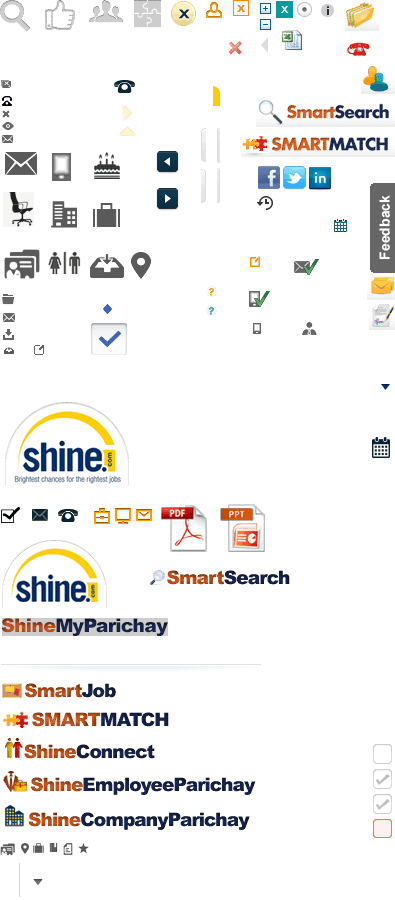 SmartSearch
SMARTMATCH
Feedback
shine.com
Brightest chances for the rightest jobs
PDF
PPT
shine.com
SmartSearch
ShineMyParichay
SmartJob
SMARTMATCH
ShineConnect
ShineEmployeeParichay
ShineCompanyParichay